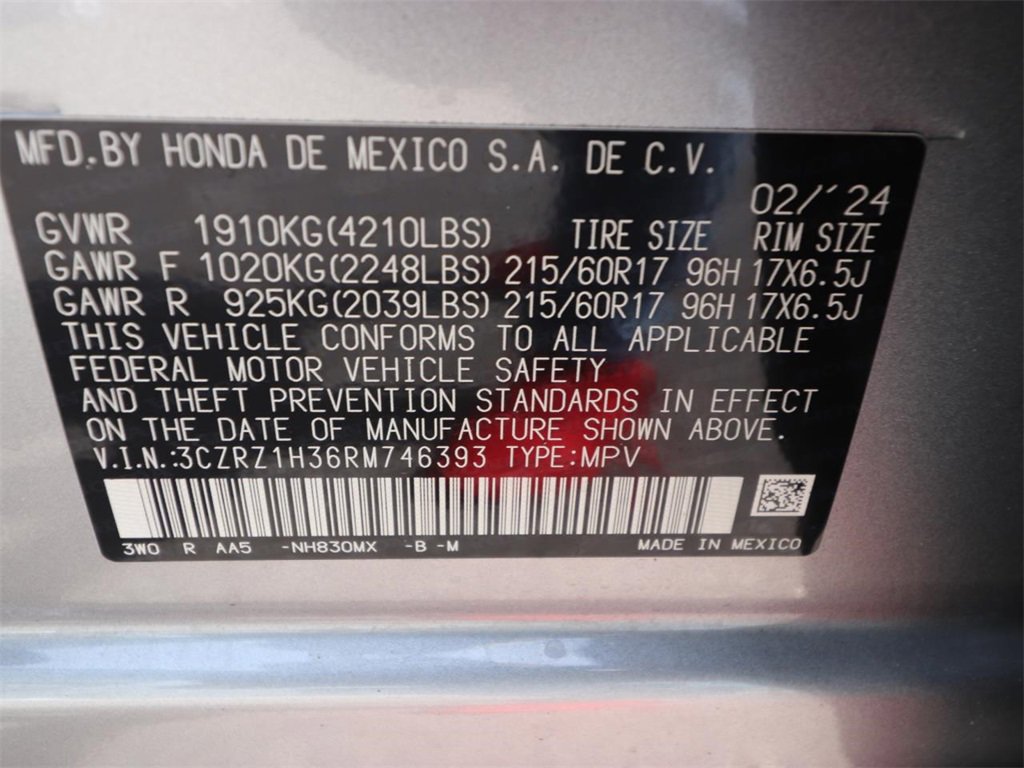 MFD.BY HONDA DE MEXICO S.A. DE C.V.
02/'24
GVWR 1910KG(4210LBS) TIRE SIZE RIM SIZE
GAWR F 1020KG(2248LBS) 215/60R17 96H 17X6.5J
GAWR R 925KG(2039LBS) 215/60R17 96H 17X6.5J
THIS VEHICLE CONFORMS TO ALL APPLICABLE
FEDERAL MOTOR VEHICLE SAFETY
AND THEFT PREVENTION STANDARDS IN EFFECT
ON THE DATE OF MANUFACTURE SHOWN ABOVE.
V.I.N.:3CZRZ1H36RM746393 TYPE:MPV
3W0 R AA5 -NH830MX -B -M MADE IN MEXICO